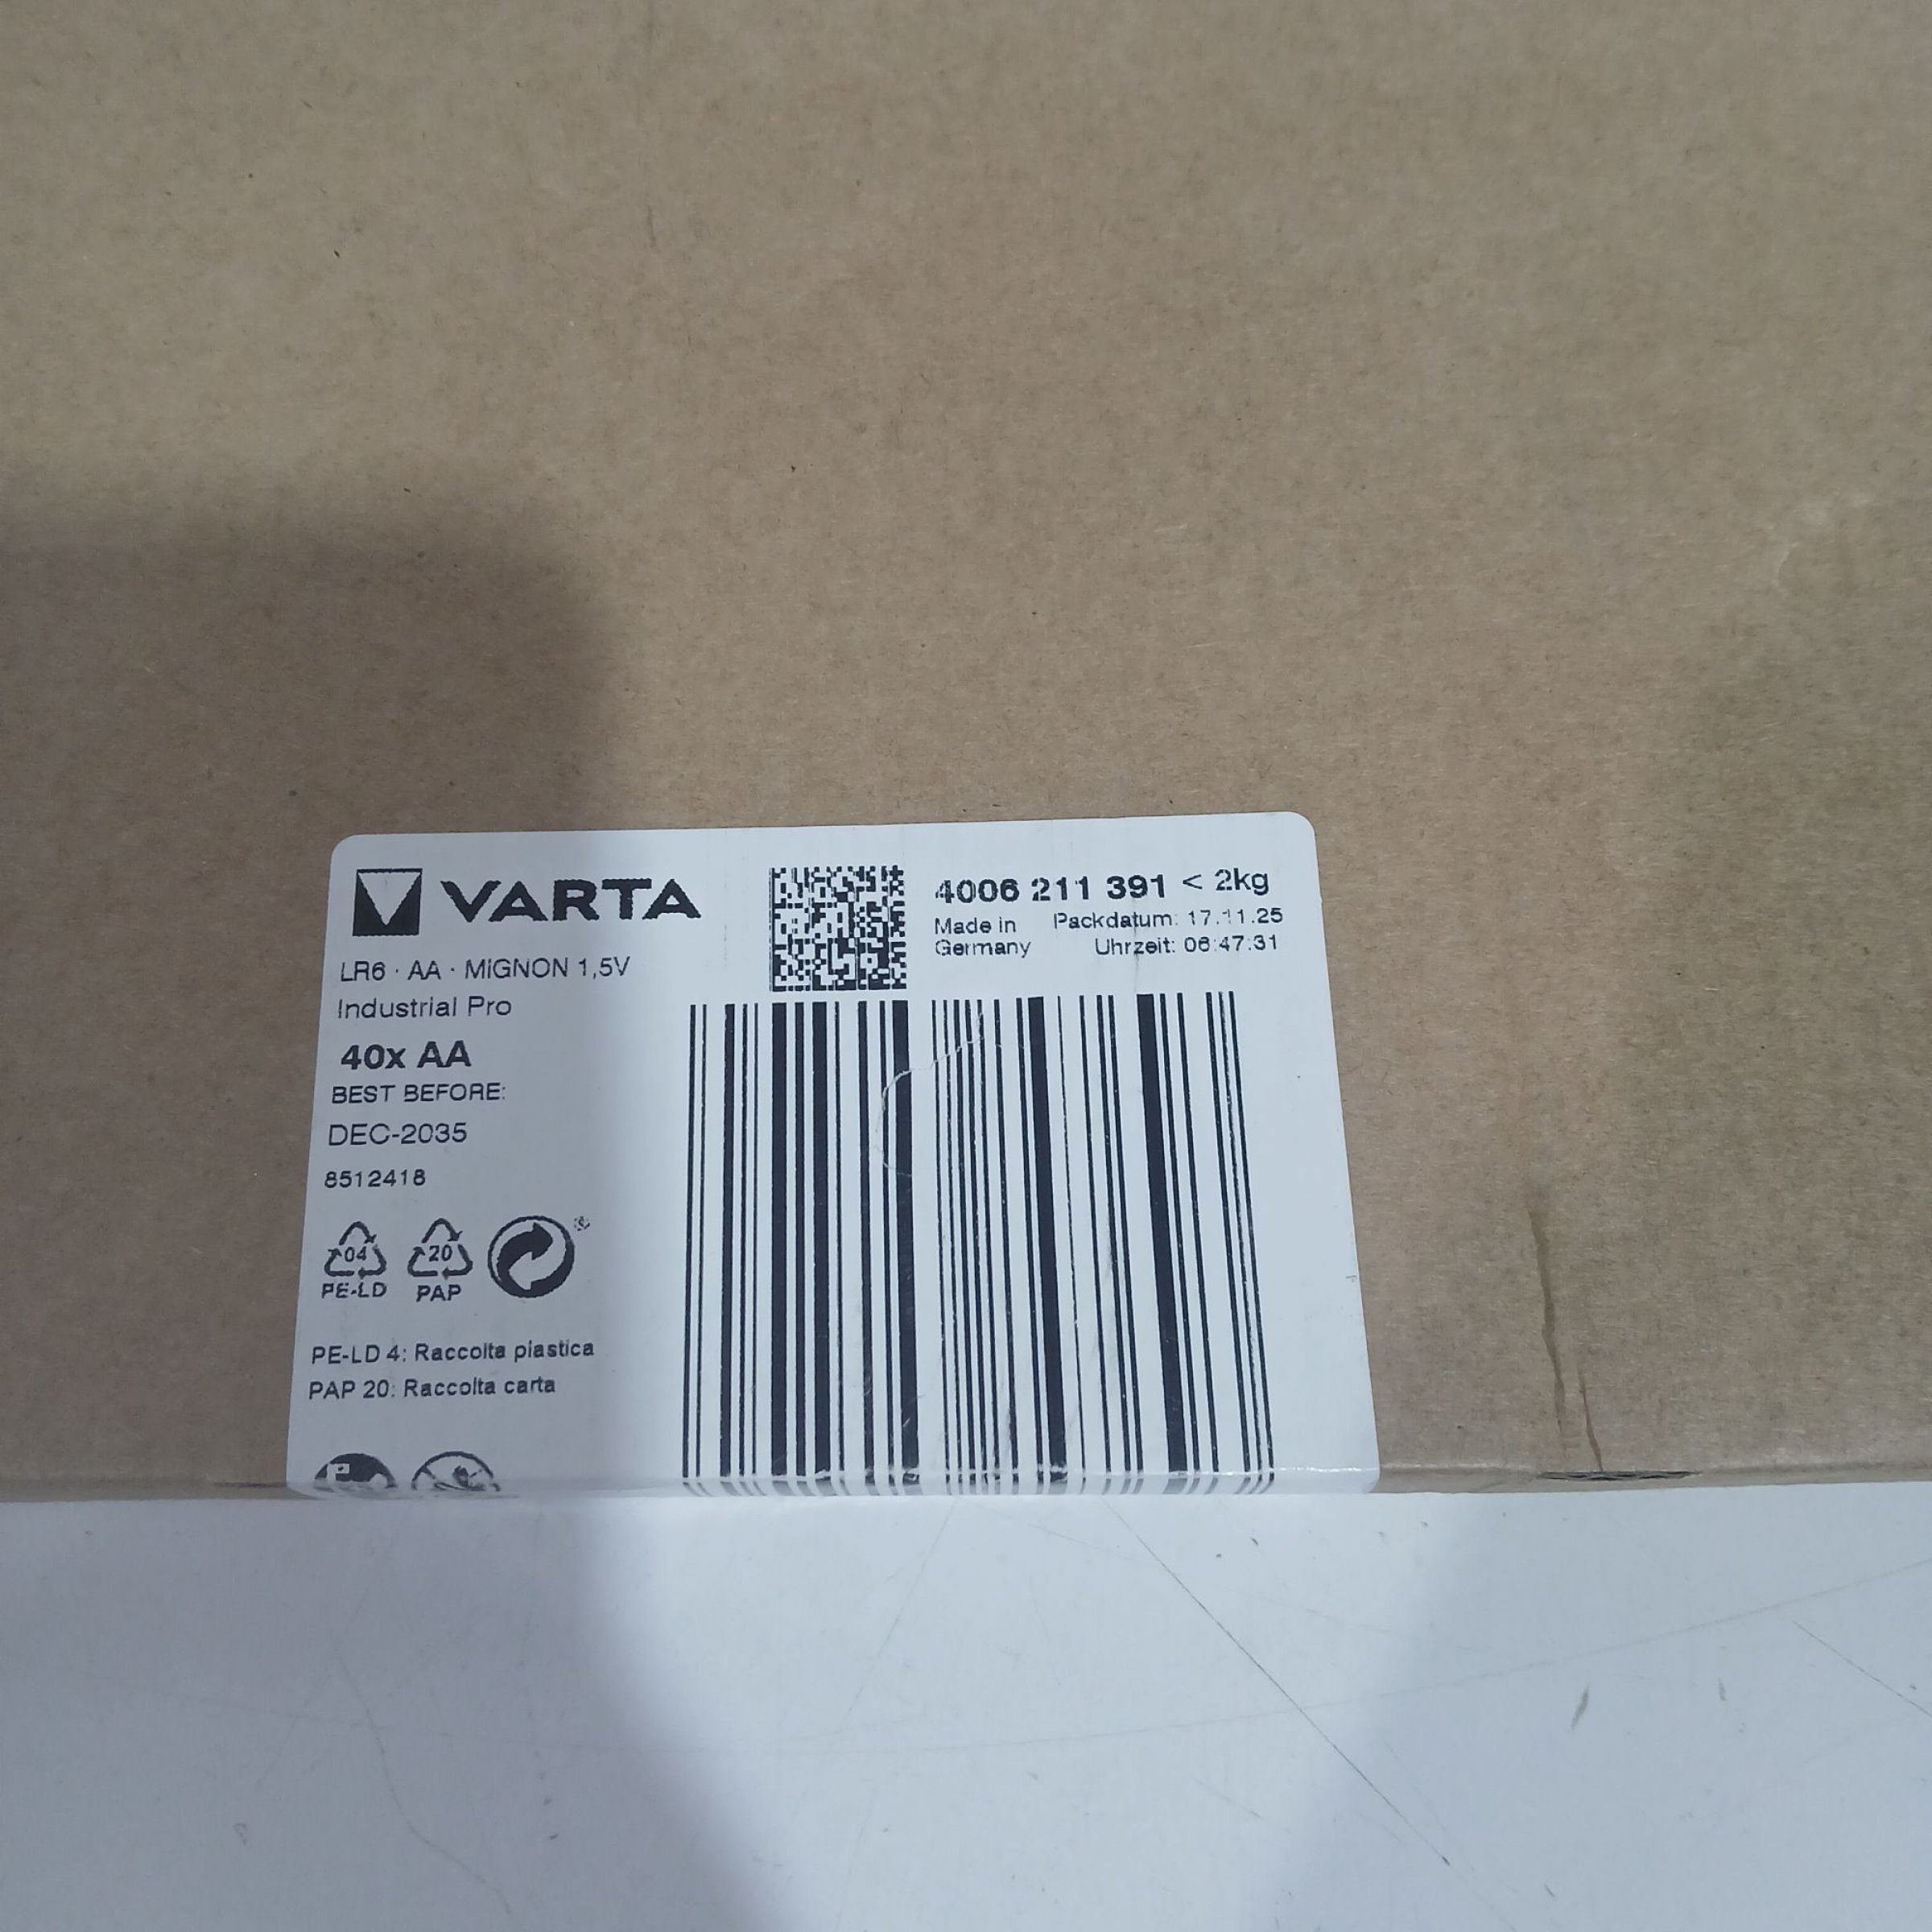 VARTA
LR6 · AA · MIGNON 1,5V
Industrial Pro
40x AA
BEST BEFORE:
DEC-2035
8512418
04
PE-LD
20
PAP
®
PE-LD 4: Raccolta plastica
PAP 20: Raccolta carta
P
4006 211 391 < 2kg
Made in Germany
Packdatum: 17.11.25
Uhrzeit: 06:47:31